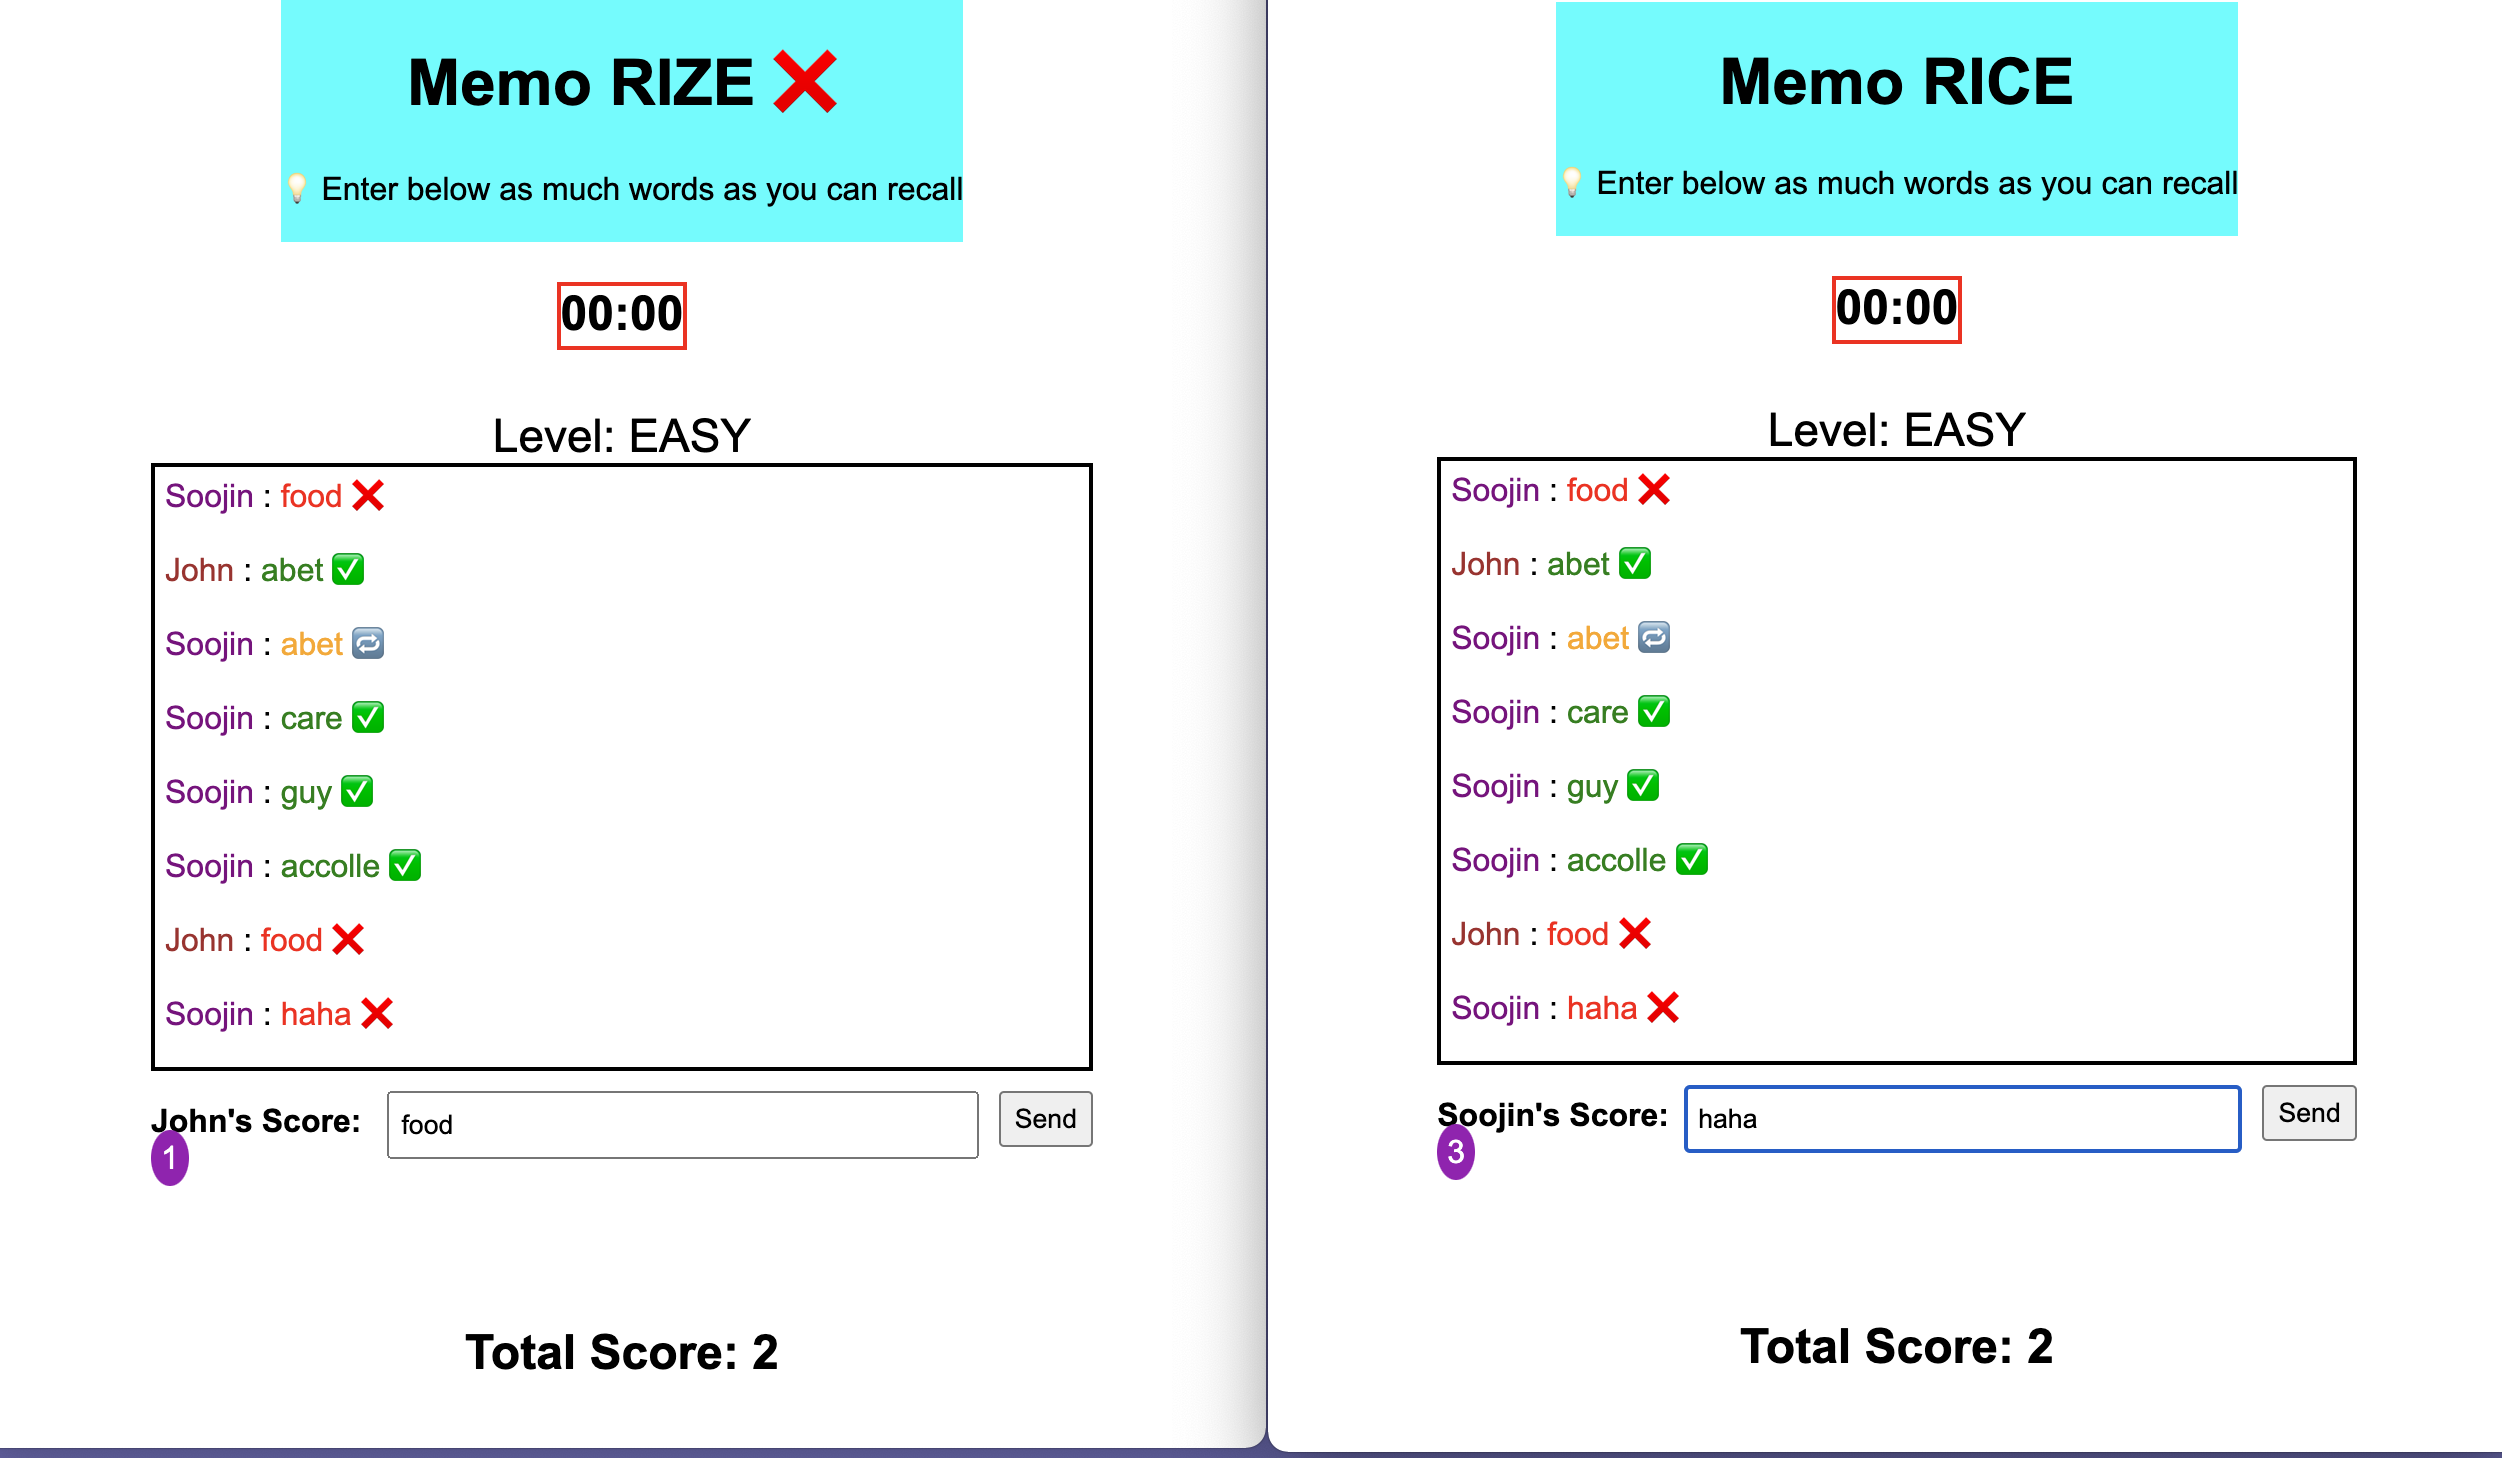 Memo RIZE ❌
💡 Enter below as much words as you can recall
00:00
Level: EASY
Soojin : food ❌
John : abet ✅
Soojin : abet 🔁
Soojin : care ✅
Soojin : guy ✅
Soojin : accolle ✅
John : food ❌
Soojin : haha ❌
John's Score: food Send
1
Total Score: 2
Memo RICE
💡 Enter below as much words as you can recall
00:00
Level: EASY
Soojin : food ❌
John : abet ✅
Soojin : abet 🔁
Soojin : care ✅
Soojin : guy ✅
Soojin : accolle ✅
John : food ❌
Soojin : haha ❌
Soojin's Score: haha Send
3
Total Score: 2